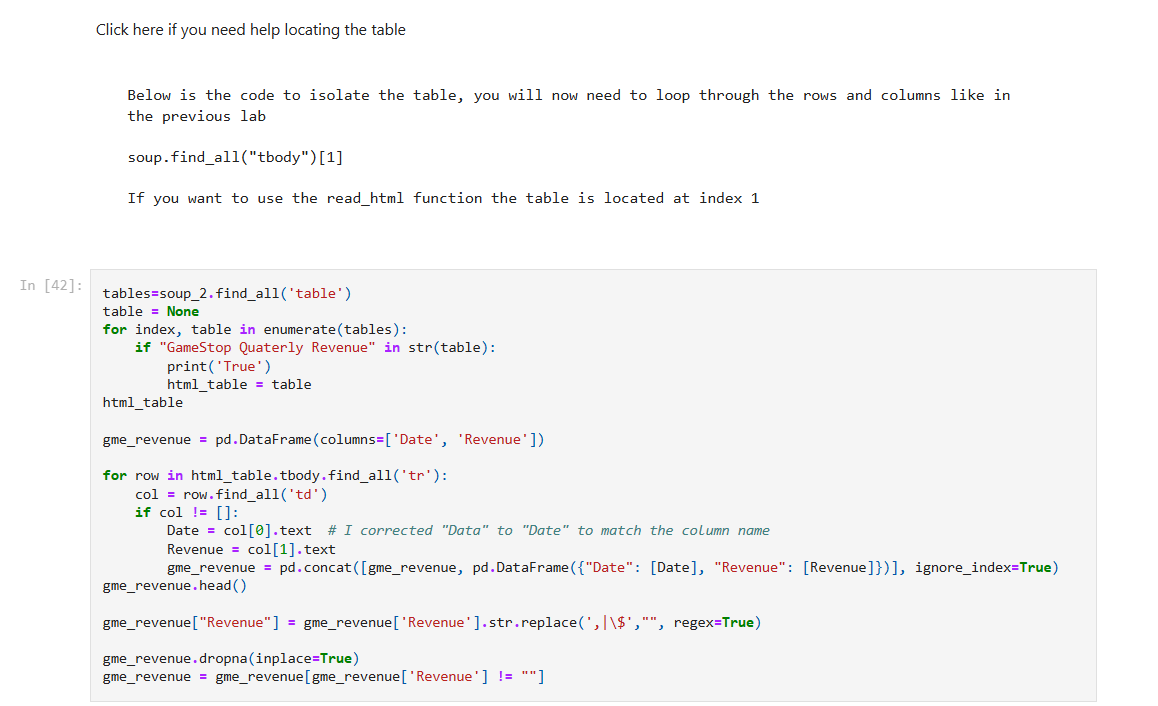 Click here if you need help locating the table
Below is the code to isolate the table, you will now need to loop through the rows and columns like in
the previous lab
soup.find_all("tbody")[1]
If you want to use the read_html function the table is located at index 1
In [42]:
tables=soup_2.find_all('table')
table = None
for index, table in enumerate(tables):
    if "GameStop Quaterly Revenue" in str(table):
        print('True')
        html_table = table
html_table
gme_revenue = pd.DataFrame(columns=['Date', 'Revenue'])
for row in html_table.tbody.find_all('tr'):
    col = row.find_all('td')
    if col != []:
        Date = col[0].text  # I corrected "Data" to "Date" to match the column name
        Revenue = col[1].text
        gme_revenue = pd.concat([gme_revenue, pd.DataFrame({"Date": [Date], "Revenue": [Revenue]})], ignore_index=True)
gme_revenue.head()
gme_revenue["Revenue"] = gme_revenue['Revenue'].str.replace(',|\$',"", regex=True)
gme_revenue.dropna(inplace=True)
gme_revenue = gme_revenue[gme_revenue['Revenue'] != ""]